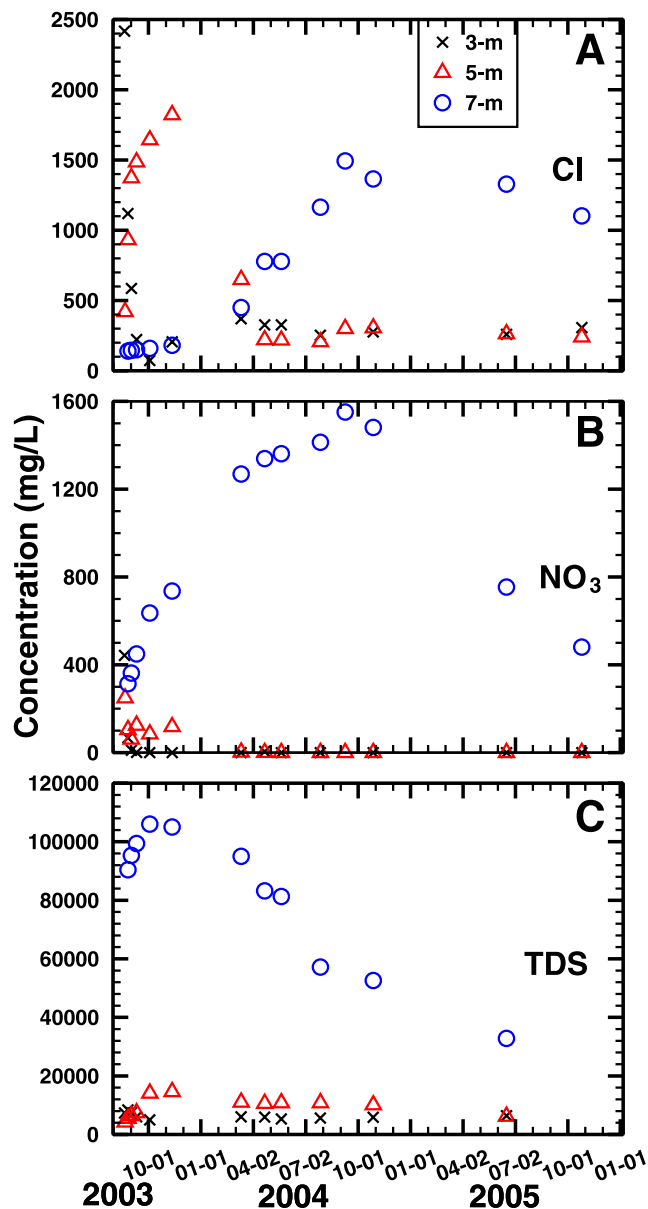 2500
2000
1500
1000
500
0
3-m
5-m
7-m
A
Cl
Concentration (mg/L)
1600
1200
800
400
0
B
NO₃
120000
100000
80000
60000
40000
20000
0
C
TDS
10-01 01-01 04-02 07-02 10-01 01-01 04-02 07-02 10-01 01-01
2003 2004 2005